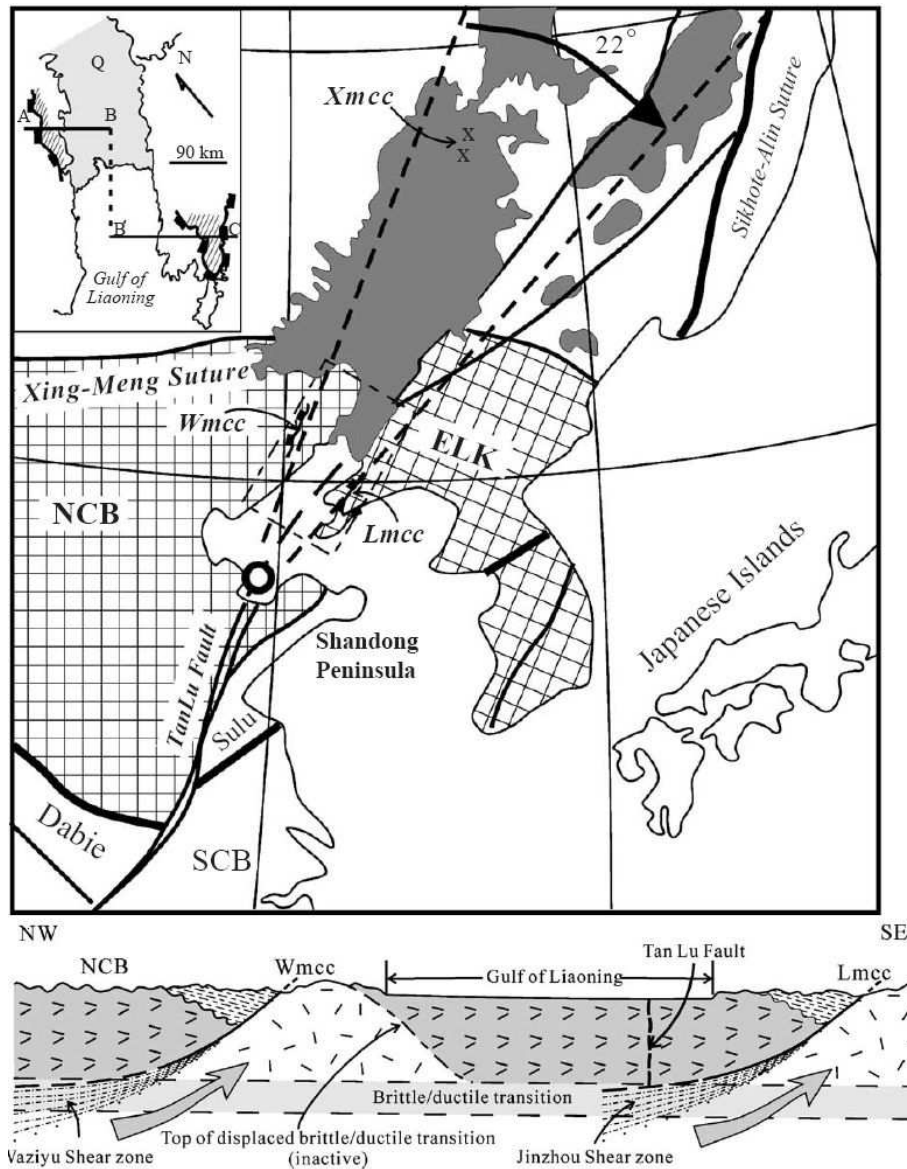 Q
N
A
B
90 km
B
C
Gulf of
Liaoning
22°
Xmcc
X
X
Sikhote-Alin Suture
Xing-Meng Suture
Wmcc
ELK
NCB
Lmcc
Japanese Islands
Shandong
Peninsula
TanLu Fault
Sulu
Dabie
SCB
NW
SE
NCB
Wmcc
Gulf of Liaoning
Tan Lu Fault
Lmcc
Brittle/ductile transition
Waziyu Shear zone
Top of displaced brittle/ductile transition
(inactive)
Jinzhou Shear zone